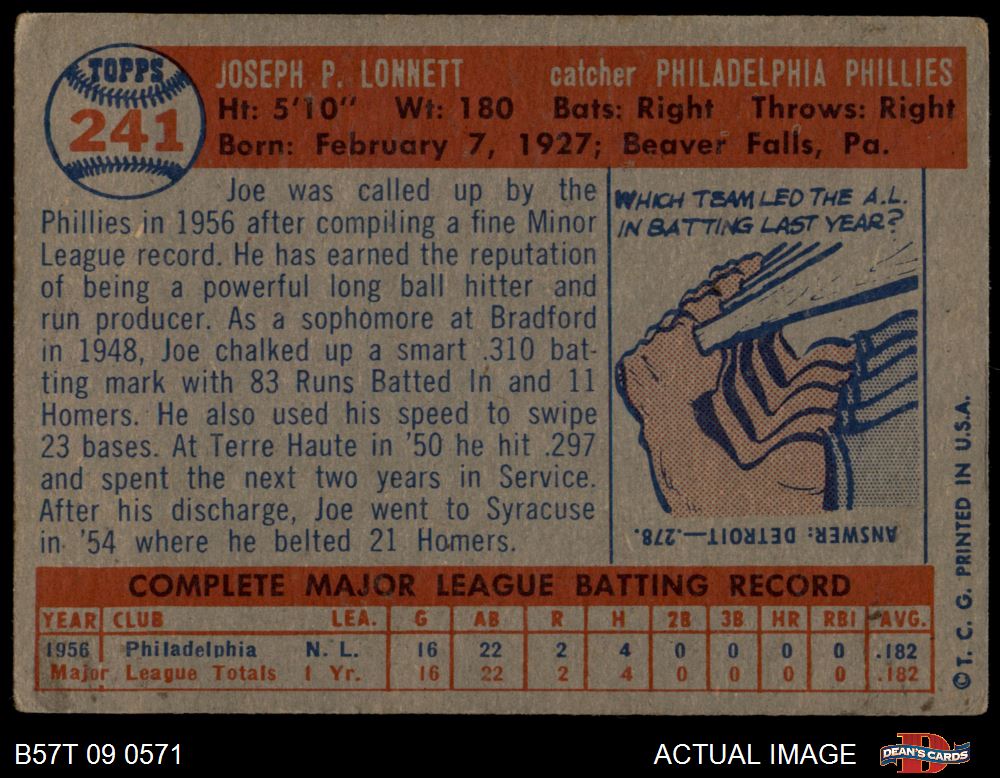 TOPPS
241
JOSEPH P. LONNETT catcher PHILADELPHIA PHILLIES
Ht: 5'10" Wt: 180 Bats: Right Throws: Right
Born: February 7, 1927; Beaver Falls, Pa.
Joe was called up by the
Phillies in 1956 after compiling a fine Minor
League record. He has earned the reputation
of being a powerful long ball hitter and
run producer. As a sophomore at Bradford
in 1948, Joe chalked up a smart .310 bat-
ting mark with 83 Runs Batted In and 11
Homers. He also used his speed to swipe
23 bases. At Terre Haute in '50 he hit .297
and spent the next two years in Service.
After his discharge, Joe went to Syracuse
in '54 where he belted 21 Homers.
WHICH TEAM LED THE A.L.
IN BATTING LAST YEAR?
ANSWER: DETROIT—.278.
COMPLETE MAJOR LEAGUE BATTING RECORD
YEAR CLUB LEA. G AB R H 2B 3B HR RBI AVG.
1956 Philadelphia N. L. 16 22 2 4 0 0 0 0 .182
Major League Totals 1 Yr. 16 22 2 4 0 0 0 0 .182
©T. C. G. PRINTED IN U.S.A.
B57T 09 0571
ACTUAL IMAGE
DEAN'S CARDS